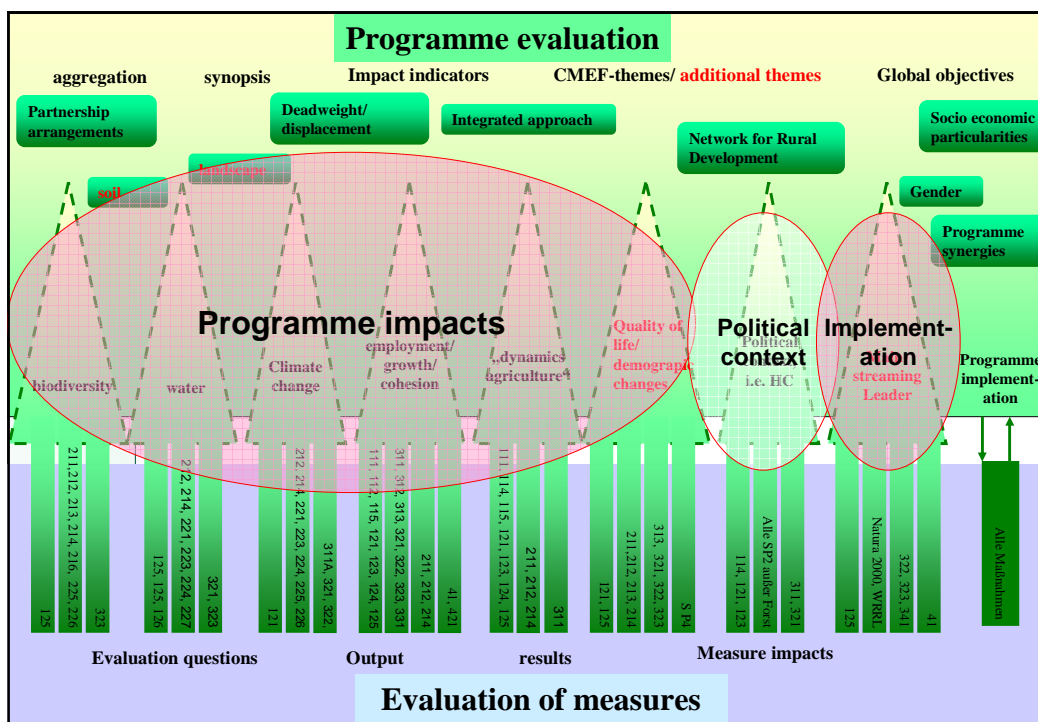 Programme evaluation
aggregation
synopsis
Impact indicators
CMEF-themes/ additional themes
Global objectives
Partnership
arrangements
Deadweight/
displacement
Integrated approach
Network for Rural
Development
Socio economic
particularities
soil
landscape
Gender
Programme
synergies
Programme impacts
Political
context
Implement-
ation
biodiversity
water
Climate
change
employment/
growth/
cohesion
„dynamics
agriculture“
Quality of
life/
demographic
changes
Political
i.e. HC
streaming
Leader
Programme
implement-
ation
125
211,212, 213, 214, 216, 225, 226
323
125, 125, 126
212, 214, 221, 223, 224, 227
321, 323
121
212, 214, 221, 223, 224, 225, 226
311A, 321, 322,
111. 112, 115, 121, 123, 124, 125
311. 312, 313, 321, 322, 323, 331
211, 212, 214
41, 421
111. 114, 115, 121, 123, 124, 125
211, 212, 214
311
121, 125
211,212, 213, 214
313, 321, 322, 323
S P4
114, 121, 123
Alle SP2 außer Forst
311, 321
125
Natura 2000, WRRL
322, 323, 341
41
Alle Maßnahmen
Evaluation questions
Output
results
Measure impacts
Evaluation of measures